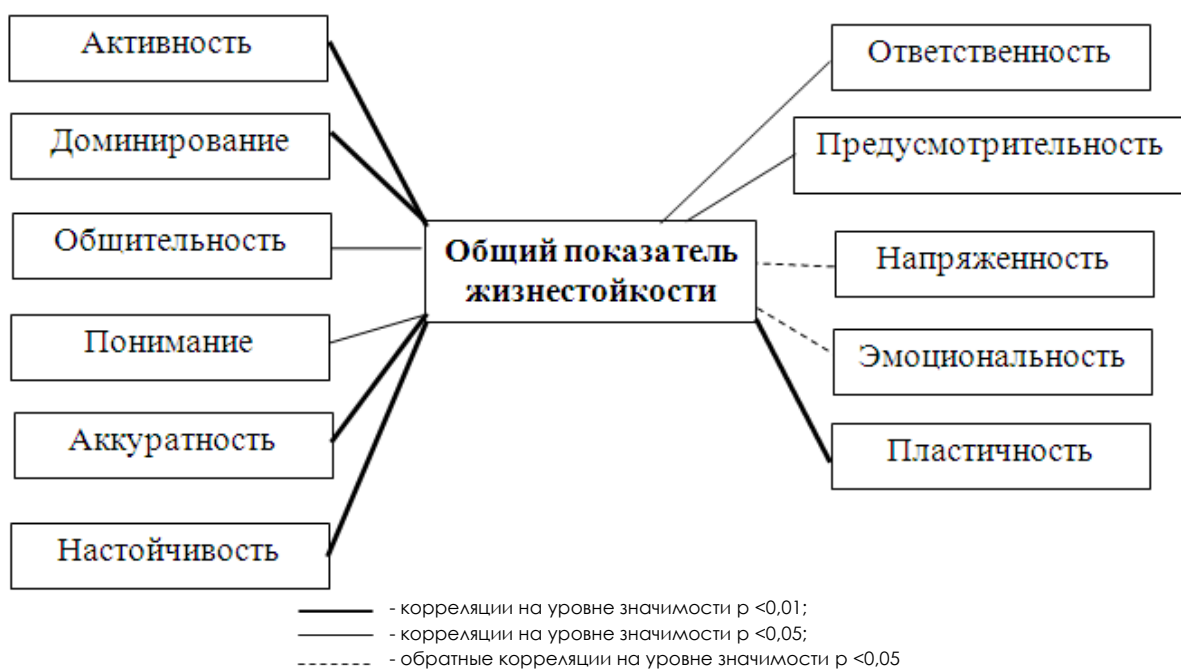 Активность
Доминирование
Общительность
Понимание
Аккуратность
Настойчивость
Общий показатель
жизнестойкости
Ответственность
Предусмотрительность
Напряженность
Эмоциональность
Пластичность
- корреляции на уровне значимости р <0,01;
- корреляции на уровне значимости р <0,05;
- обратные корреляции на уровне значимости р <0,05